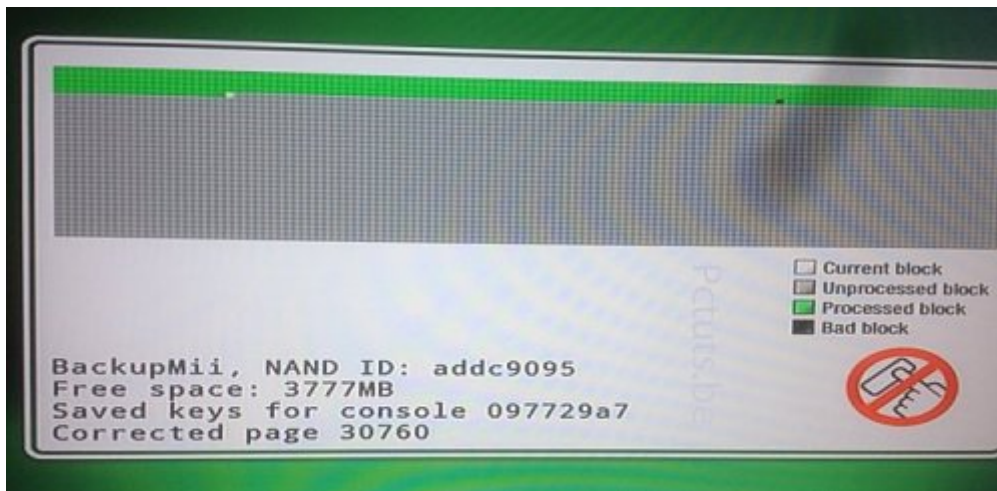 Current block
Unprocessed block
Processed block
Bad block
Pctuts.be
BackupMii, NAND ID: addc9095
Free space: 3777MB
Saved keys for console 097729a7
Corrected page 30760